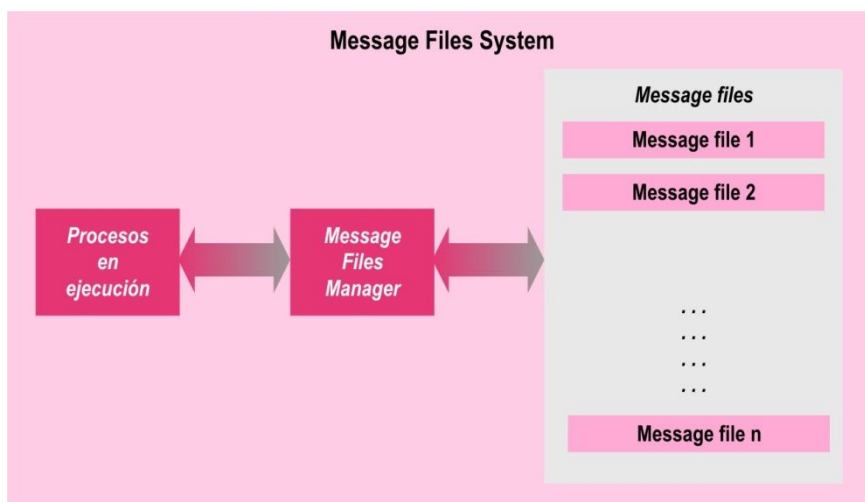 Message Files System
Message files
Message file 1
Message file 2
Procesos
en
ejecución
Message
Files
Manager
. . .
. . .
. . .
. . .
Message file n